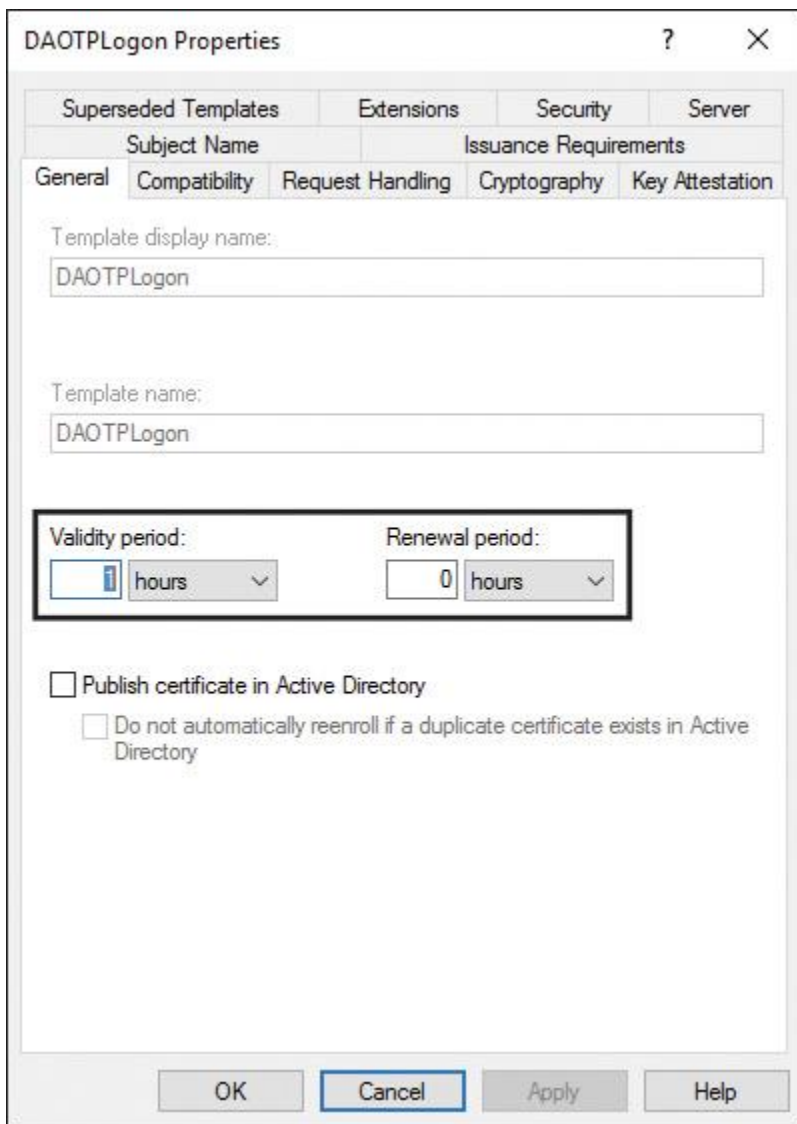 DAOTPLogon Properties ? X
Superseded Templates Extensions Security Server
Subject Name Issuance Requirements
General Compatibility Request Handling Cryptography Key Attestation
Template display name:
DAOTPLogon
Template name:
DAOTPLogon
Validity period: Renewal period:
1 hours 0 hours
Publish certificate in Active Directory
Do not automatically reenroll if a duplicate certificate exists in Active
Directory
OK Cancel Apply Help